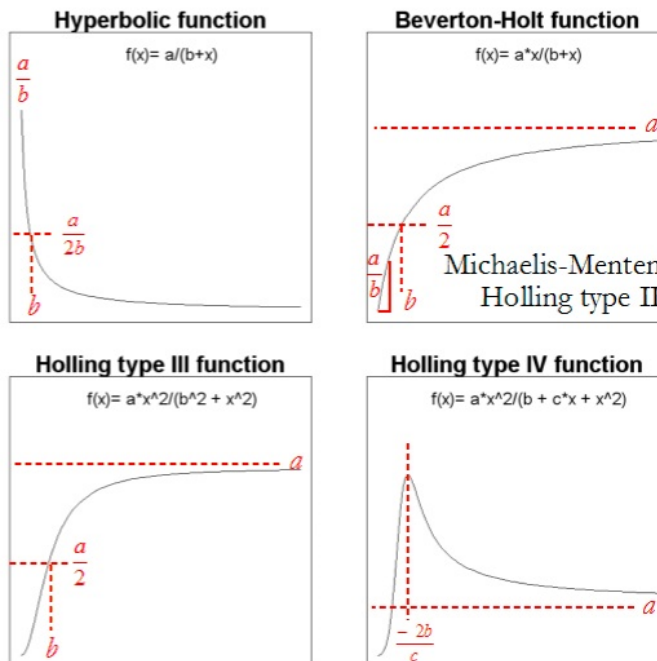 Hyperbolic function
f(x)= a/(b+x)
a/b
a/2b
b
Beverton-Holt function
f(x)= a*x/(b+x)
a
a/2
a/b
b
Michaelis-Menten
Holling type II
Holling type III function
f(x)= a*x^2/(b^2 + x^2)
a
a/2
b
Holling type IV function
f(x)= a*x^2/(b + c*x + x^2)
a
-2b/c